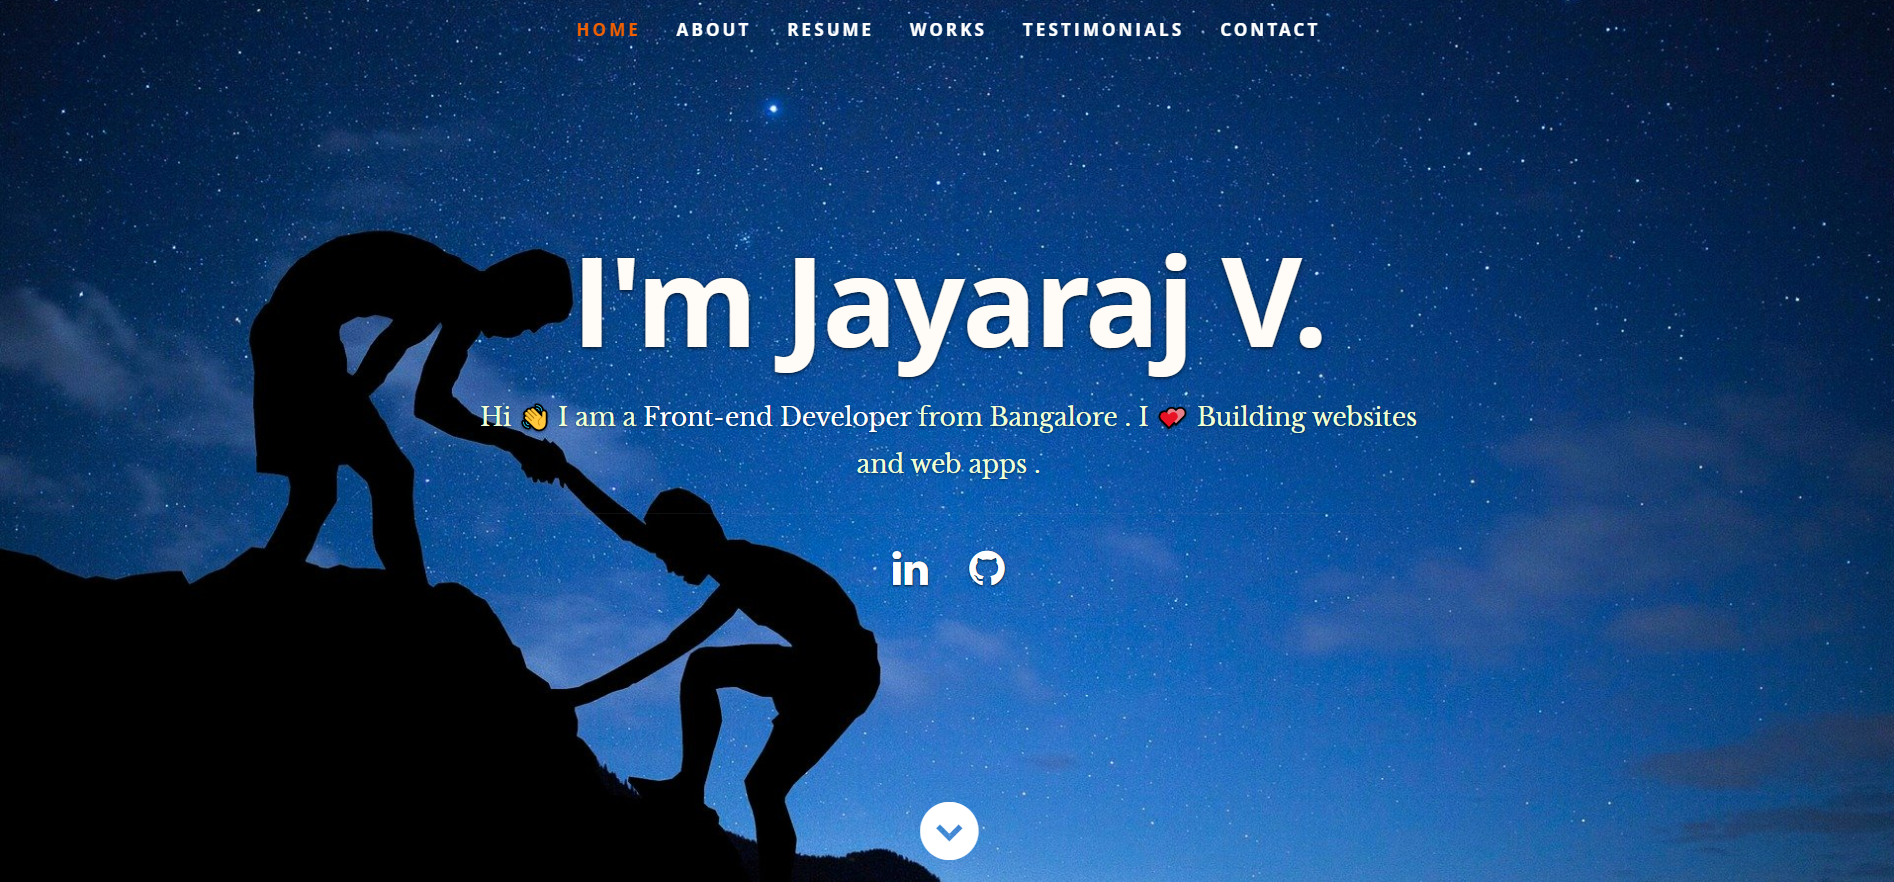 HOME ABOUT RESUME WORKS TESTIMONIALS CONTACT
I'm Jayaraj V.
Hi 👋 I am a Front-end Developer from Bangalore . I 💕 Building websites
and web apps .
in